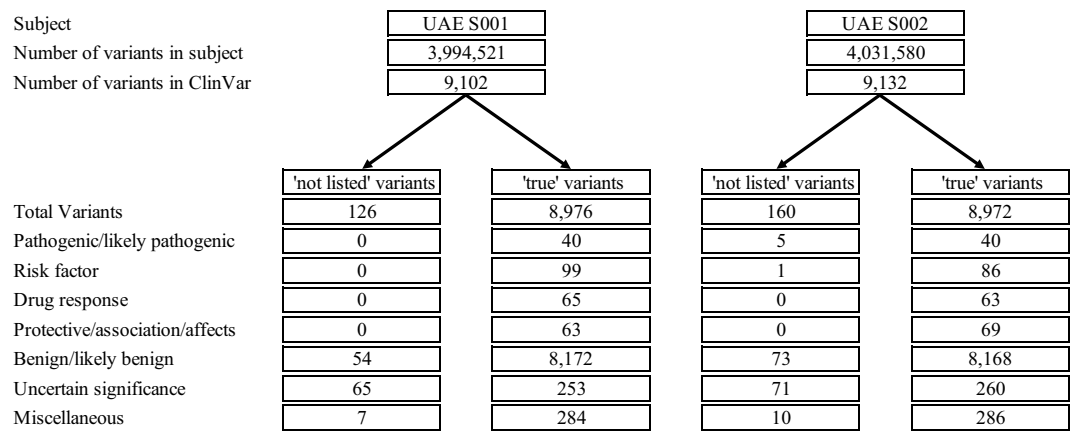 Subject UAE S001 UAE S002
Number of variants in subject 3,994,521 4,031,580
Number of variants in ClinVar 9,102 9,132
'not listed' variants 'true' variants 'not listed' variants 'true' variants
Total Variants 126 8,976 160 8,972
Pathogenic/likely pathogenic 0 40 5 40
Risk factor 0 99 1 86
Drug response 0 65 0 63
Protective/association/affects 0 63 0 69
Benign/likely benign 54 8,172 73 8,168
Uncertain significance 65 253 71 260
Miscellaneous 7 284 10 286